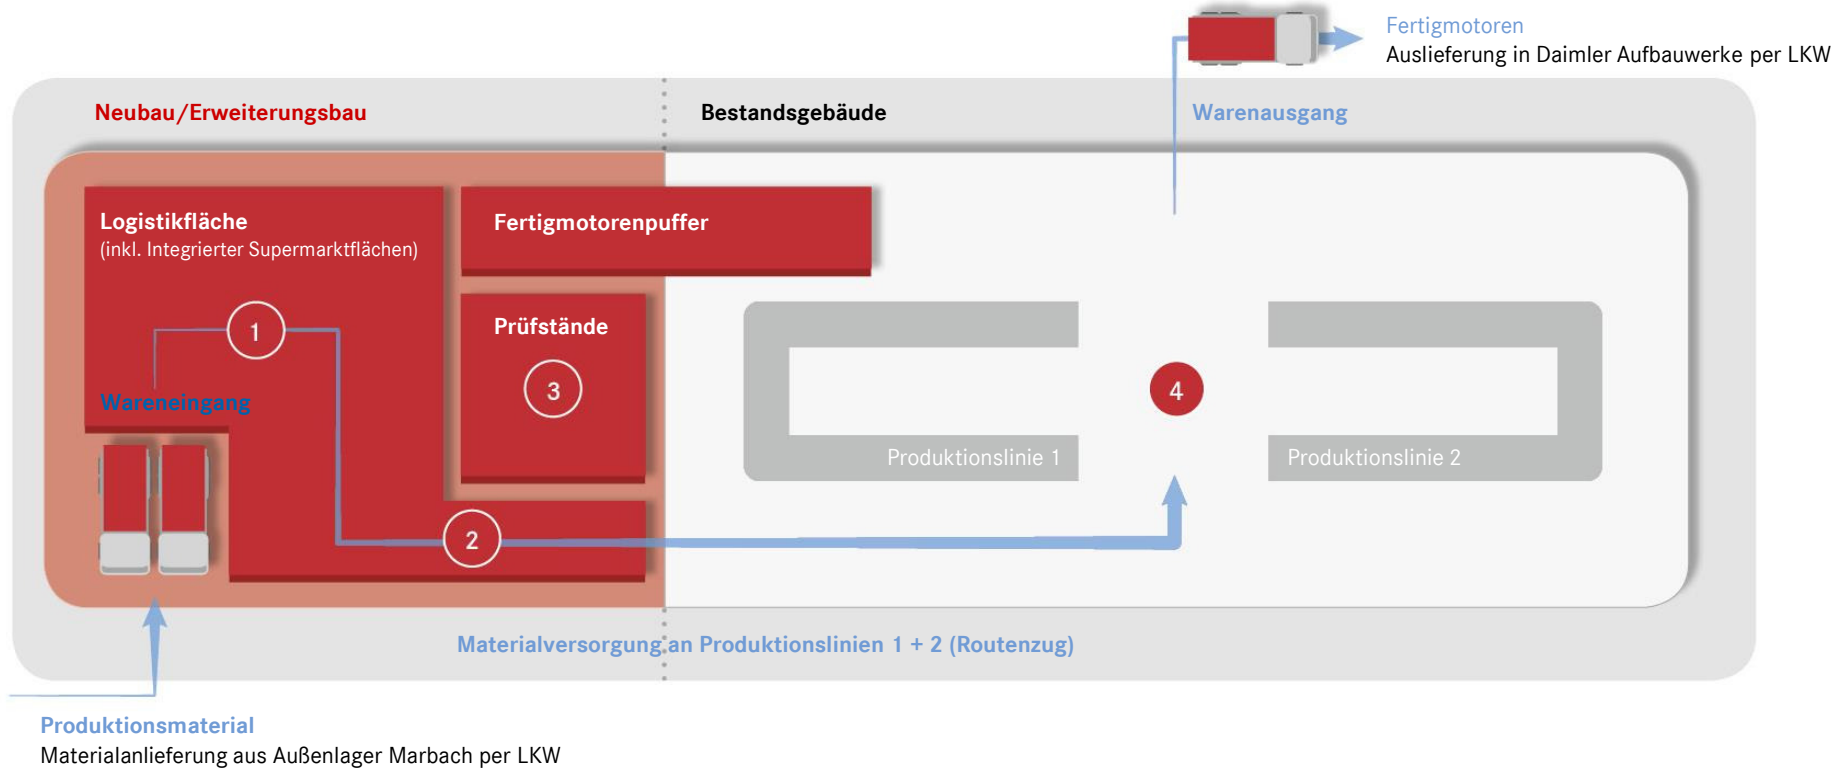 Fertigmotoren
Auslieferung in Daimler Aufbauwerke per LKW
Neubau/Erweiterungsbau
Bestandsgebäude
Warenausgang
Logistikfläche
(inkl. Integrierter Supermarktflächen)
Fertigmotorenpuffer
1
Prüfstände
3
Wareneingang
4
Produktionslinie 1
Produktionslinie 2
2
Materialversorgung an Produktionslinien 1 + 2 (Routenzug)
Produktionsmaterial
Materialanlieferung aus Außenlager Marbach per LKW